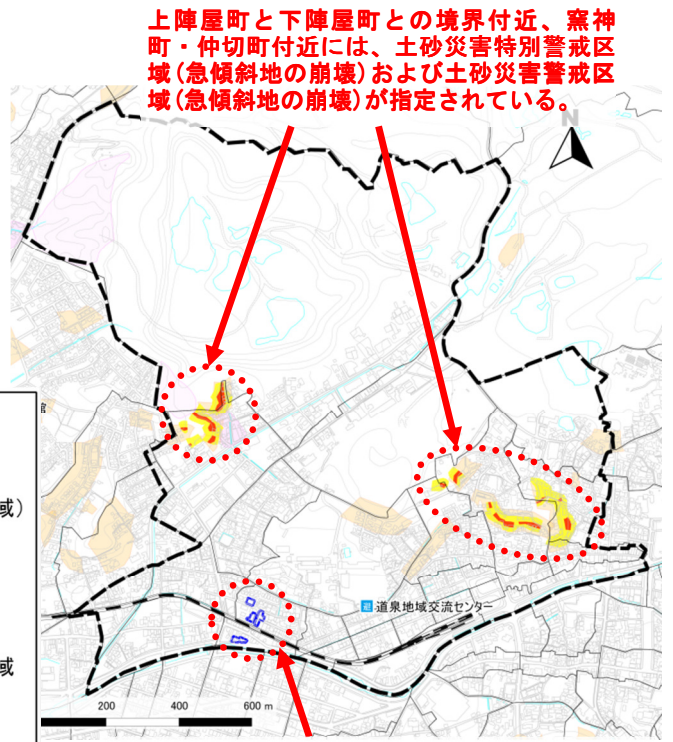 上陣屋町と下陣屋町との境界付近、窯神
町・仲切町付近には、土砂災害特別警戒区
域(急傾斜地の崩壊)および土砂災害警戒区
域(急傾斜地の崩壊)が指定されている。
N
館
域)
避 道泉地域交流センター
域
200 400 600 m